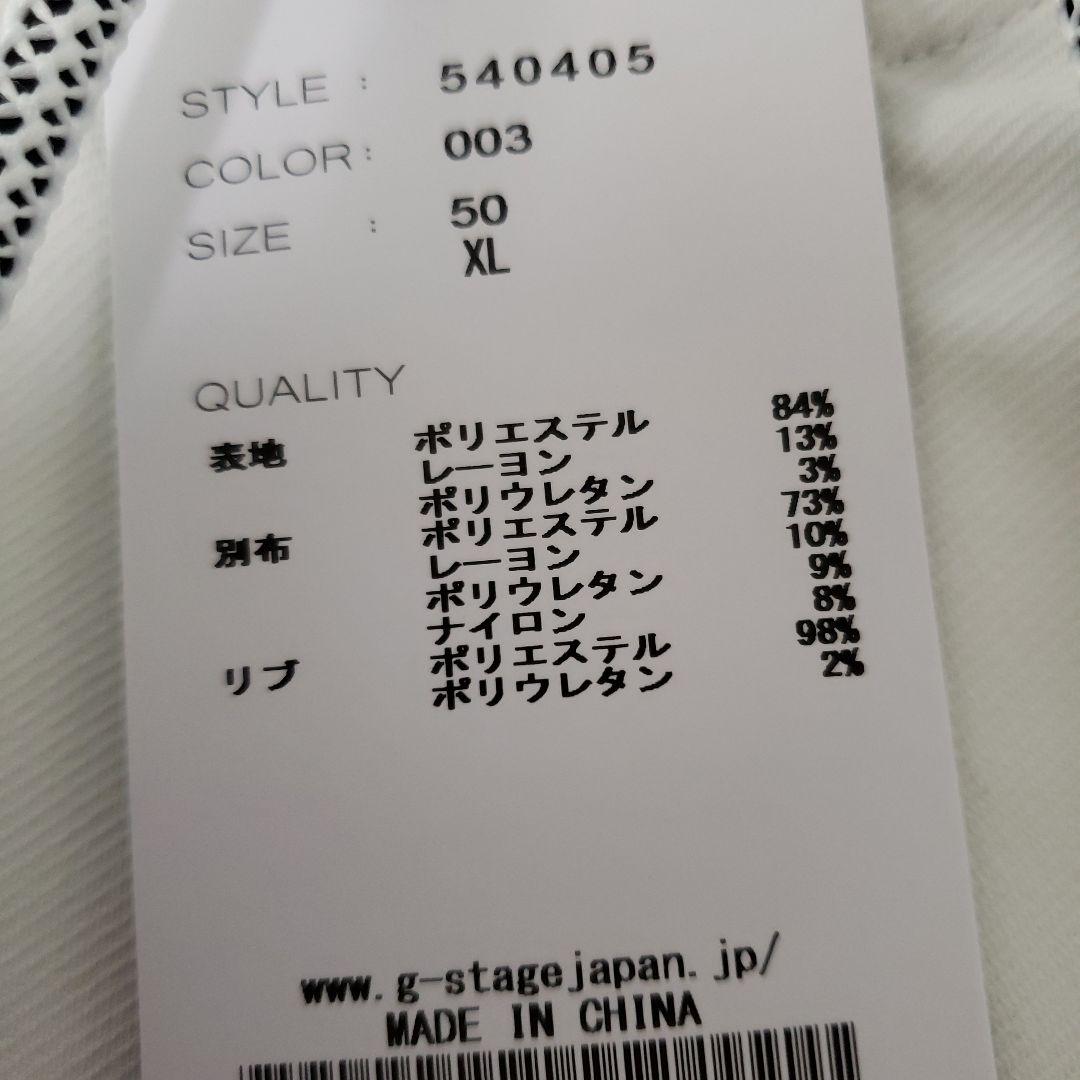 STYLE : 540405
COLOR : 003
SIZE : 50
XL
QUALITY
表地 ポリエステル 84%
レーヨン 13%
ポリウレタン 3%
別布 ポリエステル 73%
レーヨン 10%
ポリウレタン 9%
ナイロン 8%
リブ ポリエステル 98%
ポリウレタン 2%
www.g-stagejapan.jp/
MADE IN CHINA